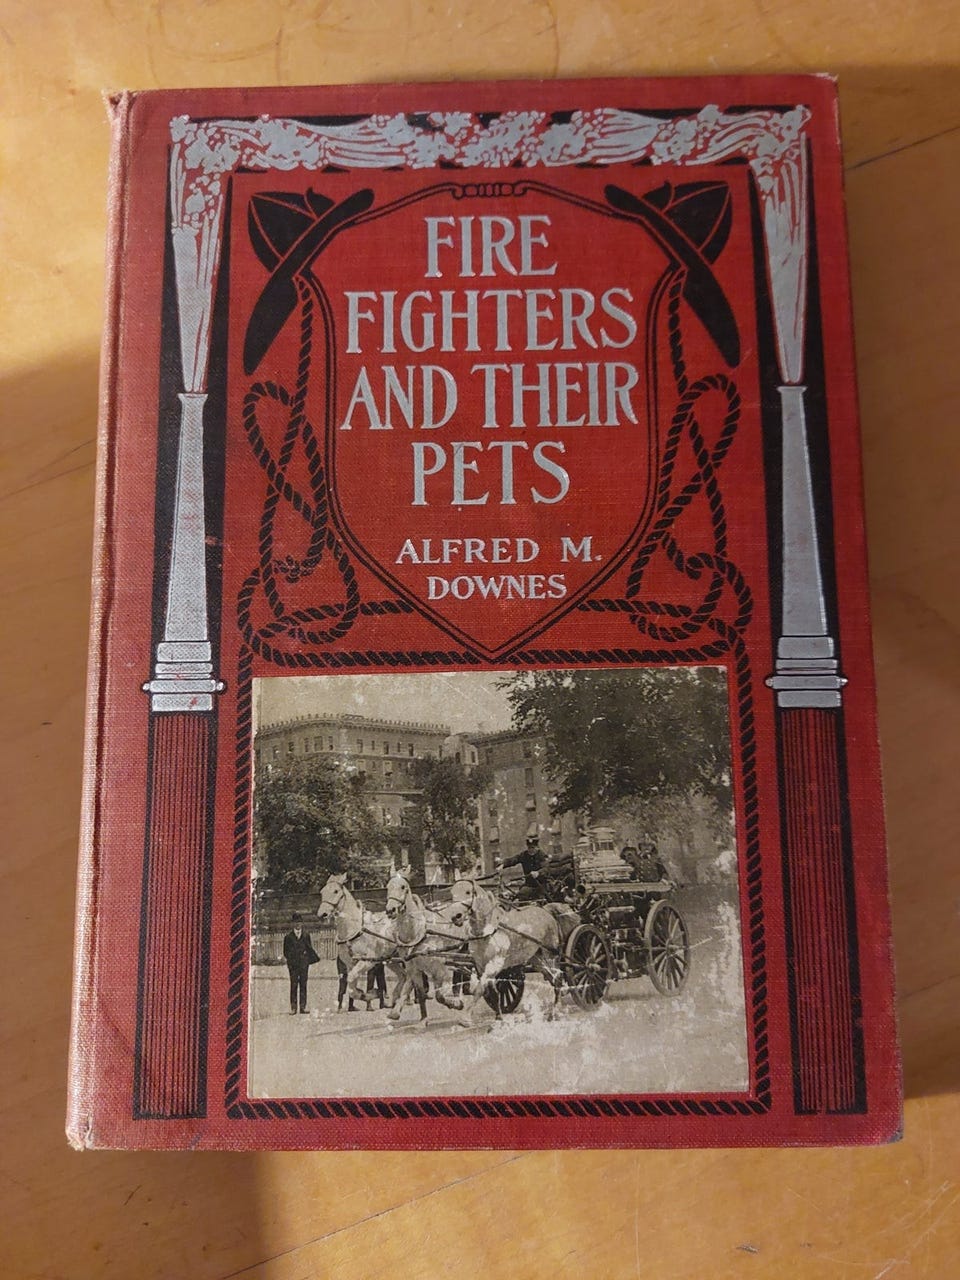 FIRE
FIGHTERS
AND THEIR
PETS
ALFRED M.
DOWNES